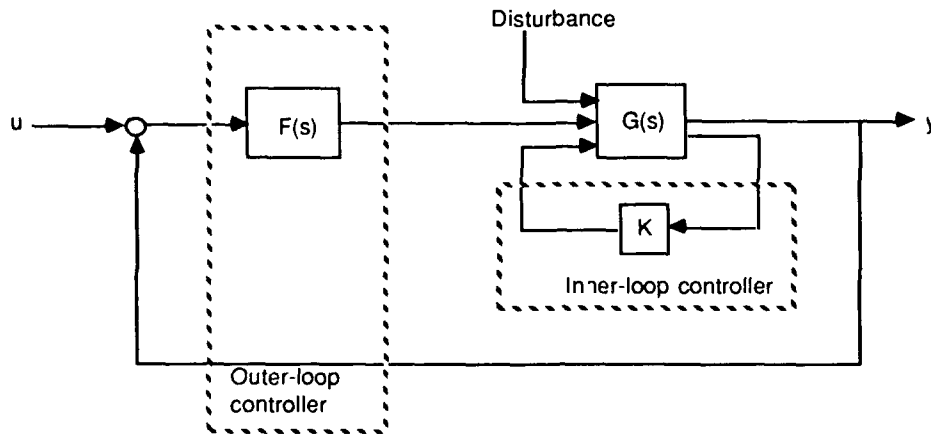 Disturbance
u
F(s)
G(s)
y
K
Inner-loop controller
Outer-loop
controller